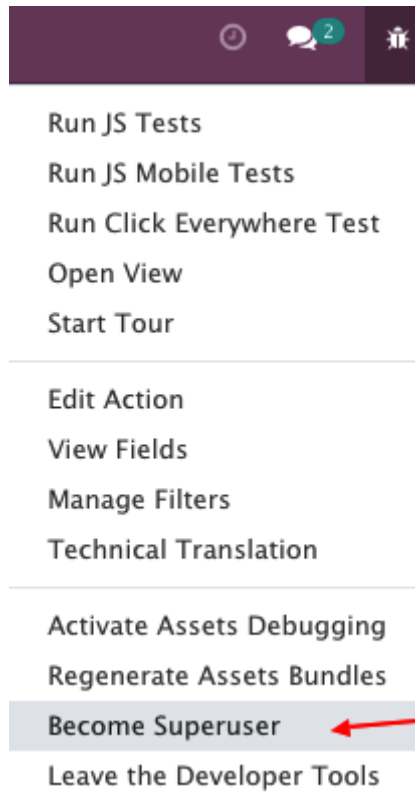 2
Run JS Tests
Run JS Mobile Tests
Run Click Everywhere Test
Open View
Start Tour
Edit Action
View Fields
Manage Filters
Technical Translation
Activate Assets Debugging
Regenerate Assets Bundles
Become Superuser
Leave the Developer Tools